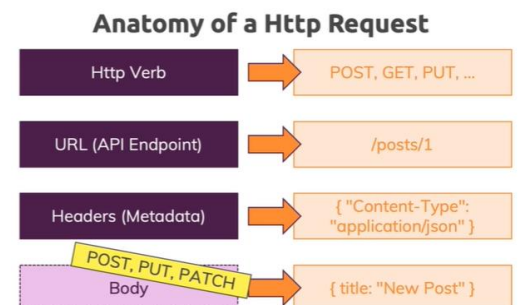 Anatomy of a Http Request
Http Verb
POST, GET, PUT, ...
URL (API Endpoint)
/posts/1
Headers (Metadata)
{ "Content-Type":
"application/json" }
POST, PUT, PATCH
Body
{ title: "New Post" }